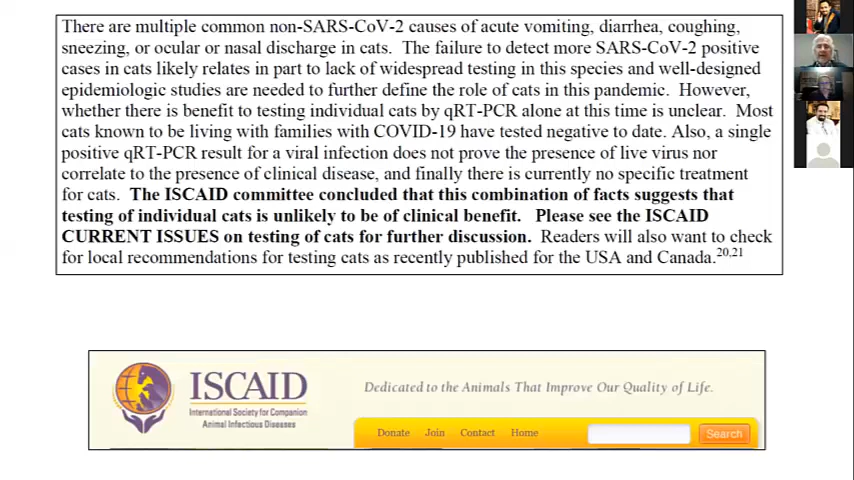 There are multiple common non-SARS-CoV-2 causes of acute vomiting, diarrhea, coughing,
sneezing, or ocular or nasal discharge in cats. The failure to detect more SARS-CoV-2 positive
cases in cats likely relates in part to lack of widespread testing in this species and well-designed
epidemiologic studies are needed to further define the role of cats in this pandemic. However,
whether there is benefit to testing individual cats by qRT-PCR alone at this time is unclear. Most
cats known to be living with families with COVID-19 have tested negative to date. Also, a single
positive qRT-PCR result for a viral infection does not prove the presence of live virus nor
correlate to the presence of clinical disease, and finally there is currently no specific treatment
for cats. The ISCAID committee concluded that this combination of facts suggests that
testing of individual cats is unlikely to be of clinical benefit. Please see the ISCAID
CURRENT ISSUES on testing of cats for further discussion. Readers will also want to check
for local recommendations for testing cats as recently published for the USA and Canada.20,21
ISCAID
International Society for Companion
Animal Infectious Diseases
Dedicated to the Animals That Improve Our Quality of Life.
Donate Join Contact Home Search